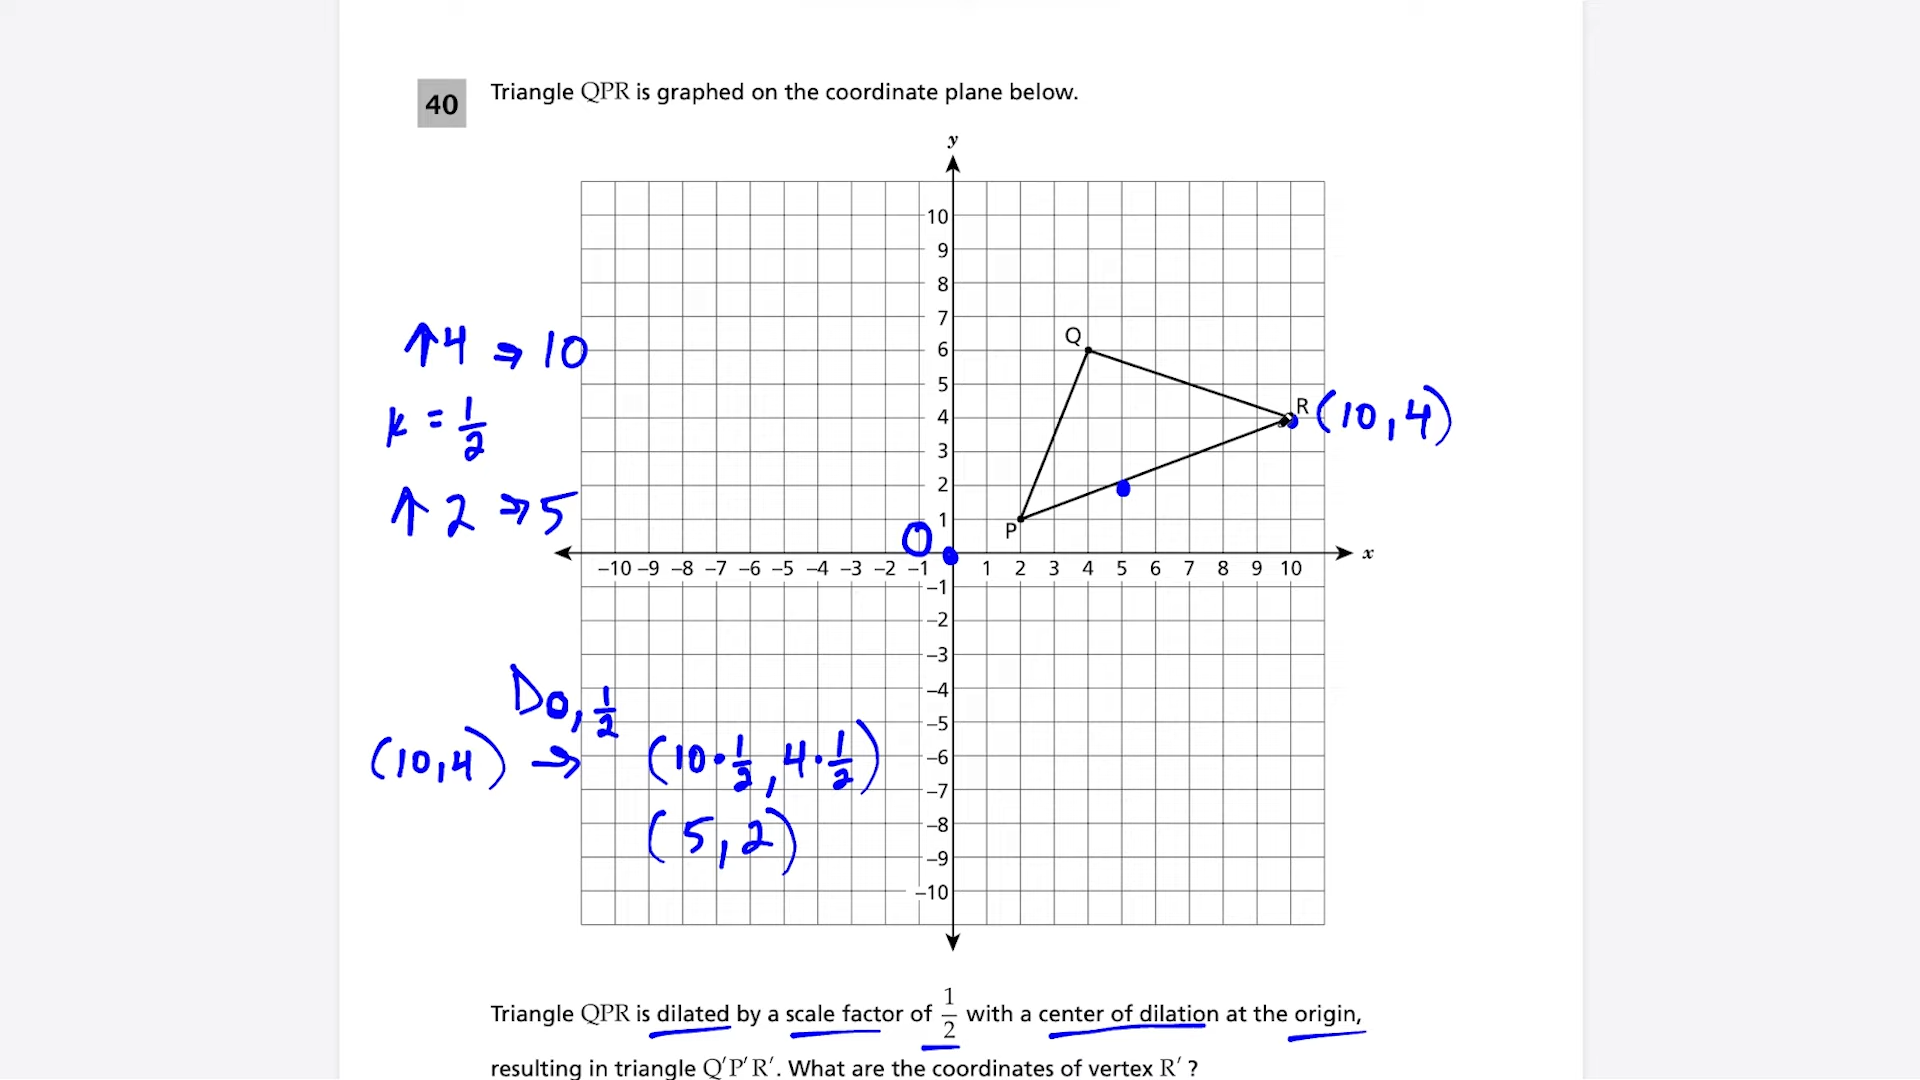 40 Triangle QPR is graphed on the coordinate plane below.
y
10
9
8
7
6
5
4
3
2
1
Q
R (10,4)
P
O
↑4 → 10
k = 1/2
↑ 2 → 5
–10 –9 –8 –7 –6 –5 –4 –3 –2 –1 1 2 3 4 5 6 7 8 9 10 x
–1
–2
–3
–4
–5
–6
–7
–8
–9
–10
D O, 1/2
(10,4) → (10·1/2, 4·1/2)
(5, 2)
Triangle QPR is dilated by a scale factor of 1/2 with a center of dilation at the origin,
resulting in triangle Q′P′R′. What are the coordinates of vertex R′ ?